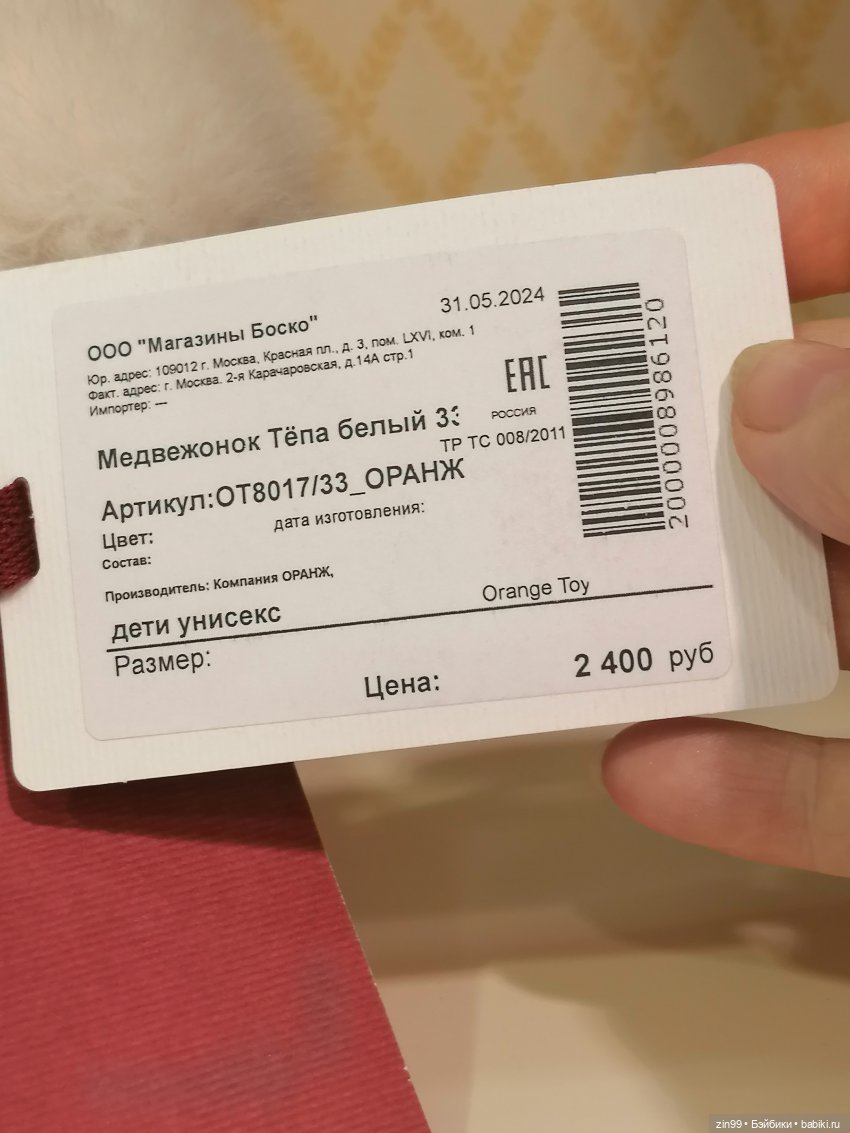 ООО "Магазины Боско"
31.05.2024
Юр. адрес: 109012 г. Москва, Красная пл., д. 3, пом. LXVI, ком. 1
Факт. адрес: г. Москва. 2-я Карачаровская, д.14А стр.1
Импортер: ---
EAC
РОССИЯ
Медвежонок Тёпа белый 33
ТР ТС 008/2011
Артикул:ОТ8017/33_ОРАНЖ
Цвет:
дата изготовления:
Состав:
Производитель: Компания ОРАНЖ,
2000008986120
дети унисекс
Orange Toy
Размер:
Цена:
2 400 руб
zin99 • Бэйбики • babiki.ru